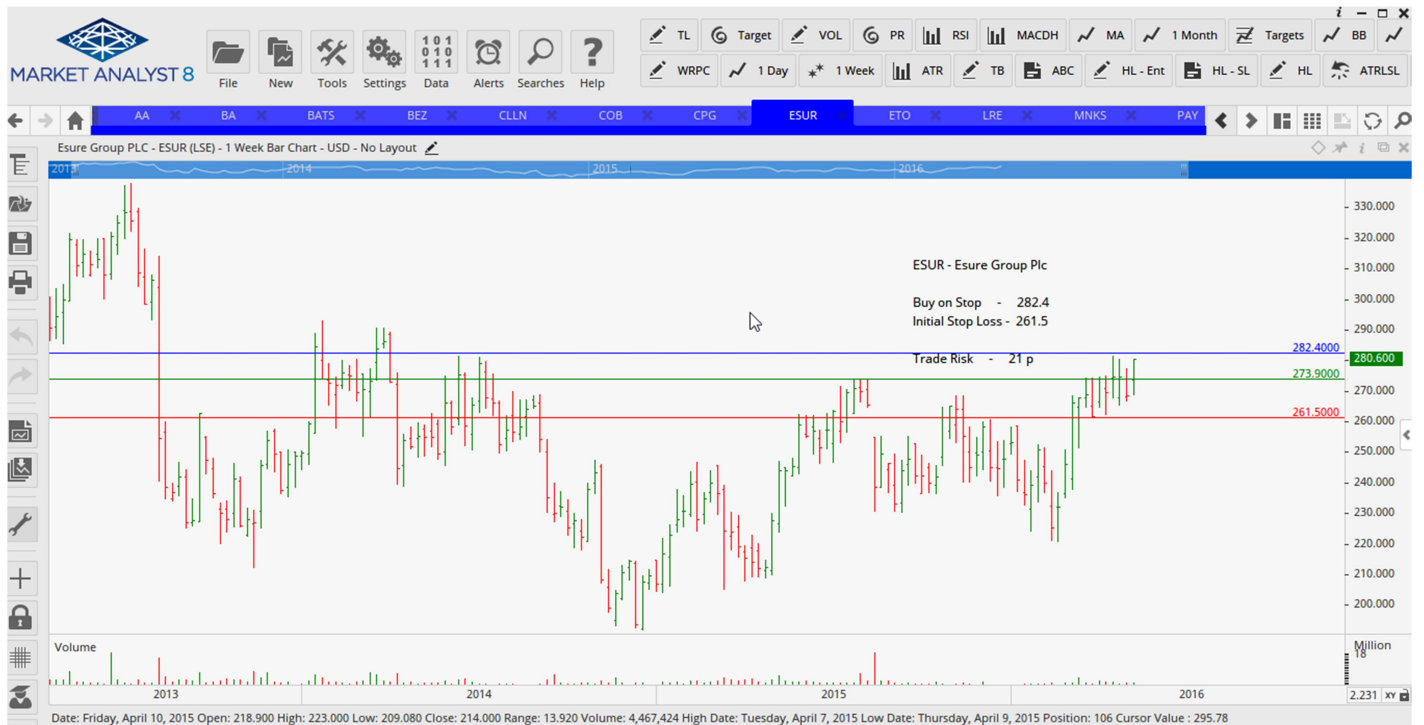 MARKET ANALYST 8
File New Tools Settings Data Alerts Searches Help
101
010
111
TL Target VOL PR RSI MACDH MA 1 Month Targets BB
WRPC 1 Day 1 Week ATR TB ABC HL - Ent HL - SL HL ATRLSL
AA BA BATS BEZ CLLN COB CPG ESUR ETO LRE MNKS PAY
Esure Group PLC - ESUR (LSE) - 1 Week Bar Chart - USD - No Layout
2013 2014 2015 2016
330.000
320.000
310.000
300.000
290.000
280.600
270.000
260.000
250.000
240.000
230.000
220.000
210.000
200.000
ESUR - Esure Group Plc
Buy on Stop - 282.4
Initial Stop Loss - 261.5
Trade Risk - 21 p
282.4000
273.9000
261.5000
Volume
Million
18
2013 2014 2015 2016
2.231 XY
Date: Friday, April 10, 2015 Open: 218.900 High: 223.000 Low: 209.080 Close: 214.000 Range: 13.920 Volume: 4,467,424 High Date: Tuesday, April 7, 2015 Low Date: Thursday, April 9, 2015 Position: 106 Cursor Value : 295.78